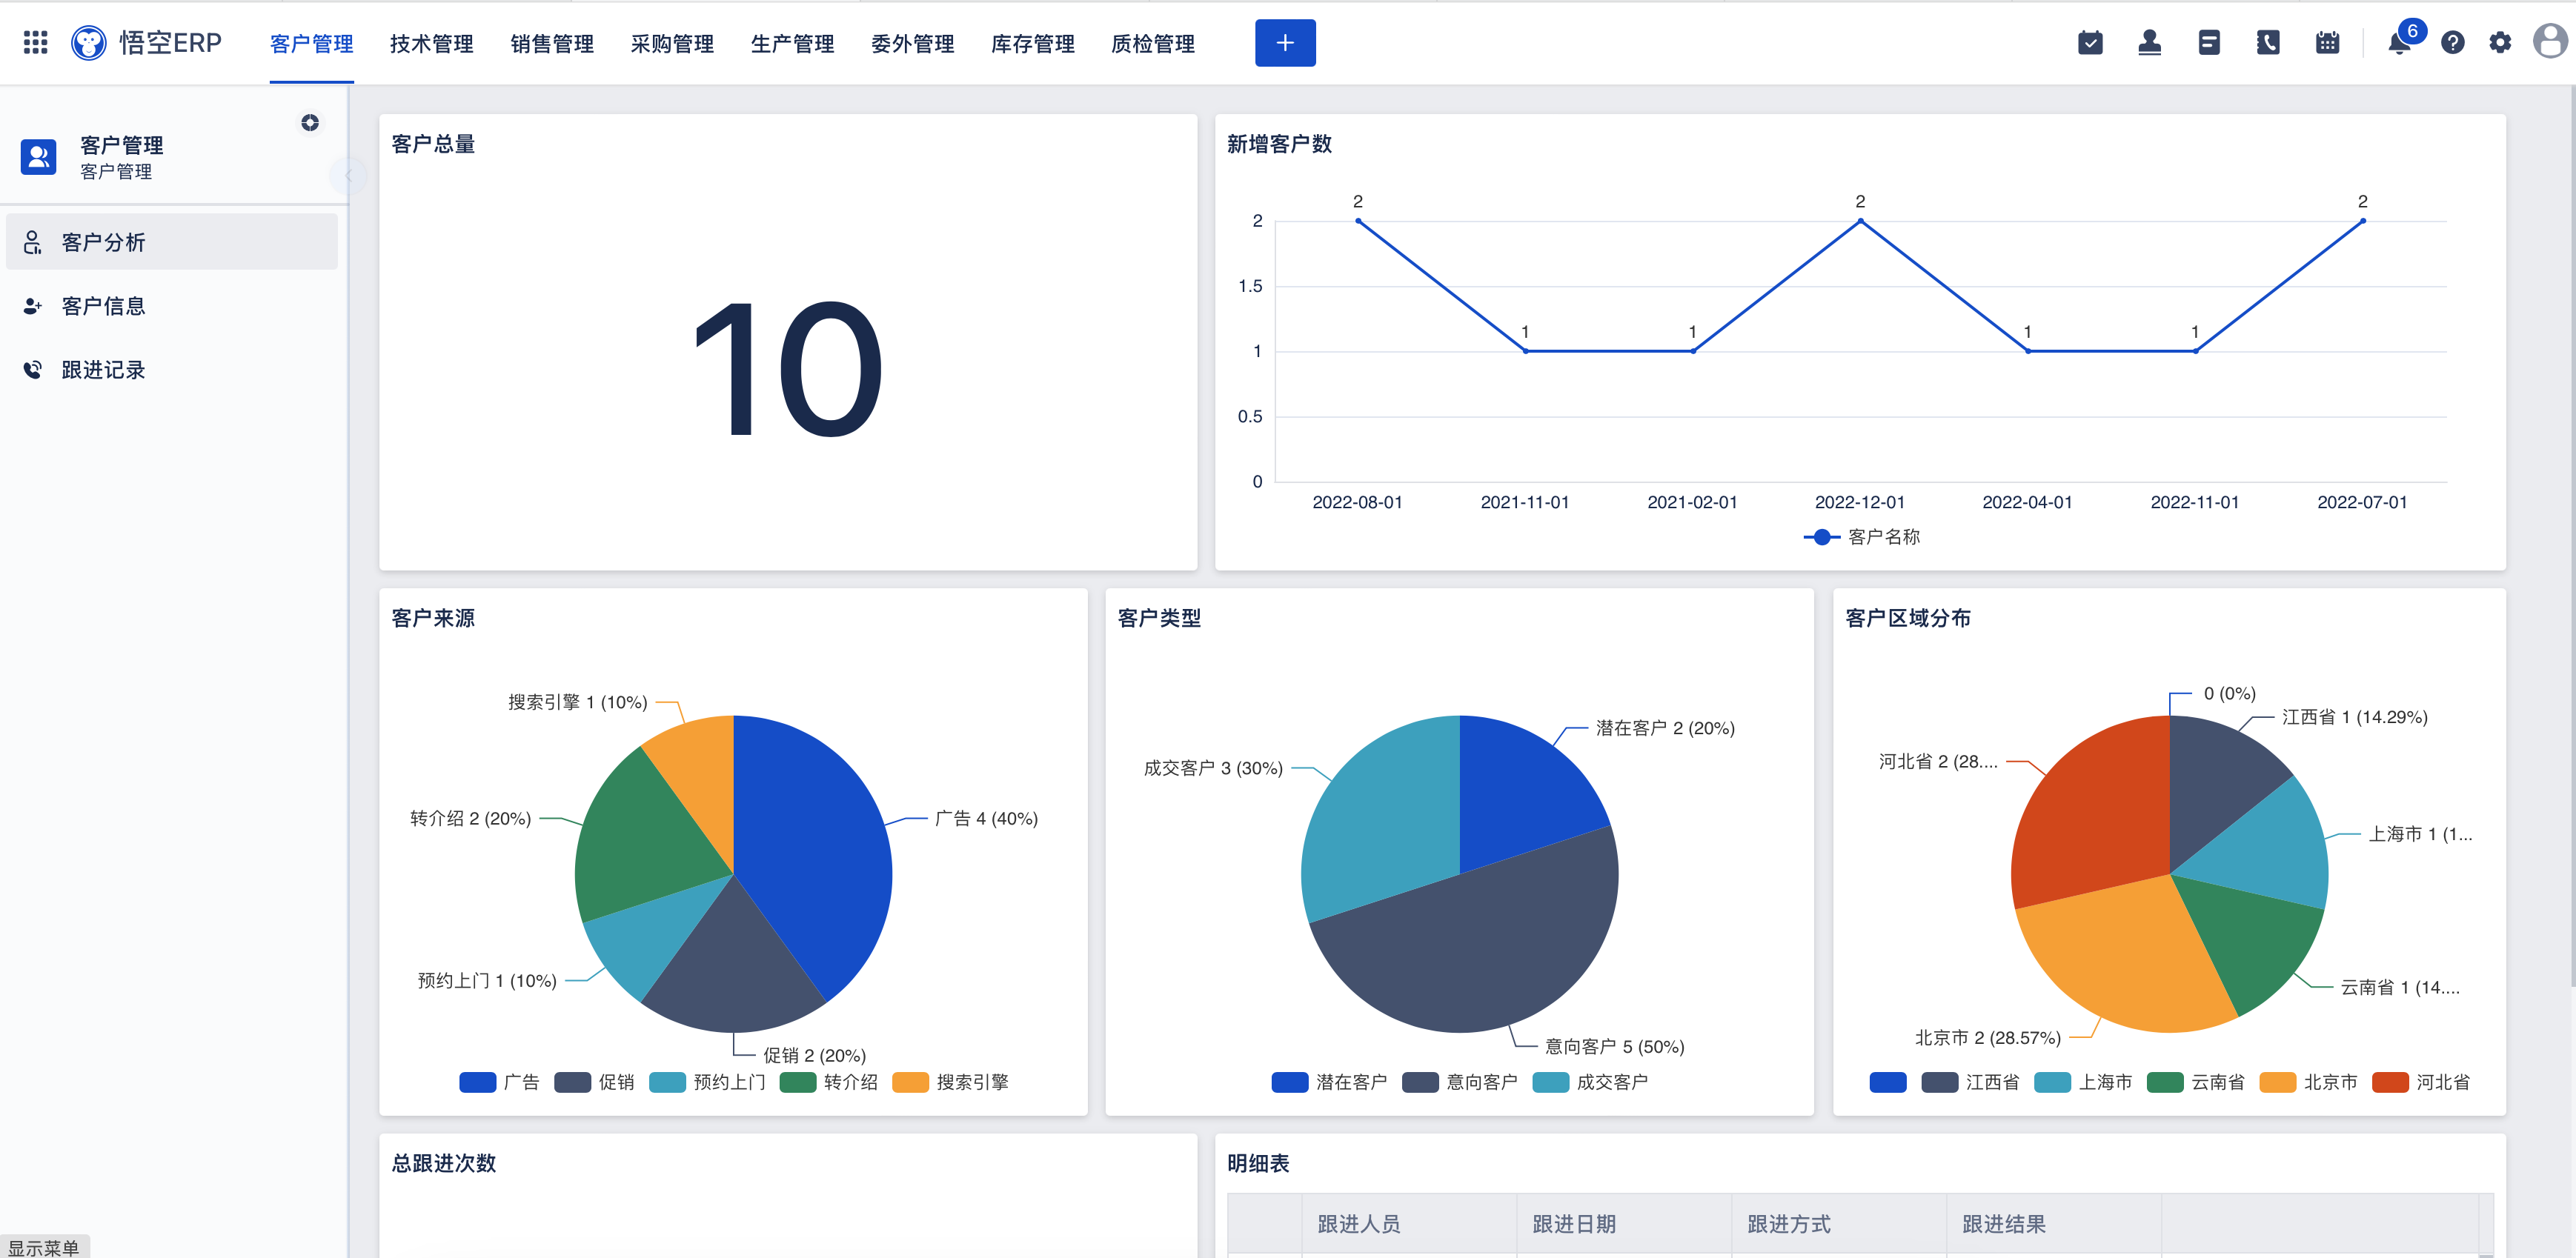 悟空ERP 客户管理 技术管理 销售管理 采购管理 生产管理 委外管理 库存管理 质检管理 + 6
客户管理
客户管理
客户分析
客户信息
跟进记录
客户总量
10
新增客户数
2 1 1 2 1 1 2
2
1.5
1
0.5
0
2022-08-01 2021-11-01 2021-02-01 2022-12-01 2022-04-01 2022-11-01 2022-07-01
客户名称
客户来源
搜索引擎 1 (10%)
转介绍 2 (20%)
广告 4 (40%)
预约上门 1 (10%)
促销 2 (20%)
广告 促销 预约上门 转介绍 搜索引擎
客户类型
潜在客户 2 (20%)
成交客户 3 (30%)
意向客户 5 (50%)
潜在客户 意向客户 成交客户
客户区域分布
0 (0%)
江西省 1 (14.29%)
河北省 2 (28....
上海市 1 (1...
云南省 1 (14....
北京市 2 (28.57%)
江西省 上海市 云南省 北京市 河北省
总跟进次数
明细表
跟进人员 跟进日期 跟进方式 跟进结果
显示菜单